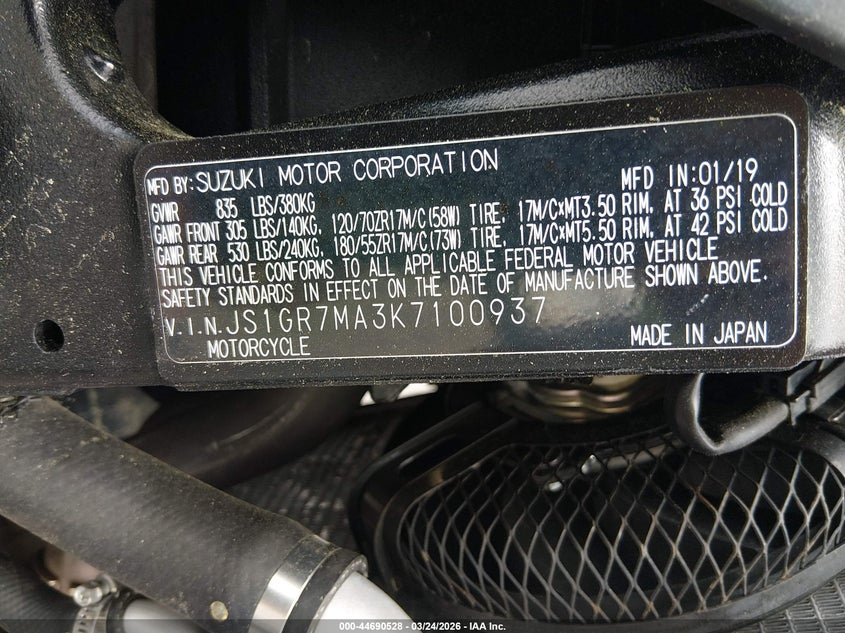 MFD BY: SUZUKI MOTOR CORPORATION MFD IN: 01/19
GVWR 835 LBS/380KG
GAWR FRONT 305 LBS/140KG, 120/70ZR17M/C(58W) TIRE, 17M/C×MT3.50 RIM, AT 36 PSI COLD
GAWR REAR 530 LBS/240KG, 180/55ZR17M/C(73W) TIRE, 17M/C×MT5.50 RIM, AT 42 PSI COLD
THIS VEHICLE CONFORMS TO ALL APPLICABLE FEDERAL MOTOR VEHICLE
SAFETY STANDARDS IN EFFECT ON THE DATE OF MANUFACTURE SHOWN ABOVE.
V.I.N. JS1GR7MA3K7100937
MOTORCYCLE MADE IN JAPAN
000-44690528 - 03/24/2026 - IAA Inc.